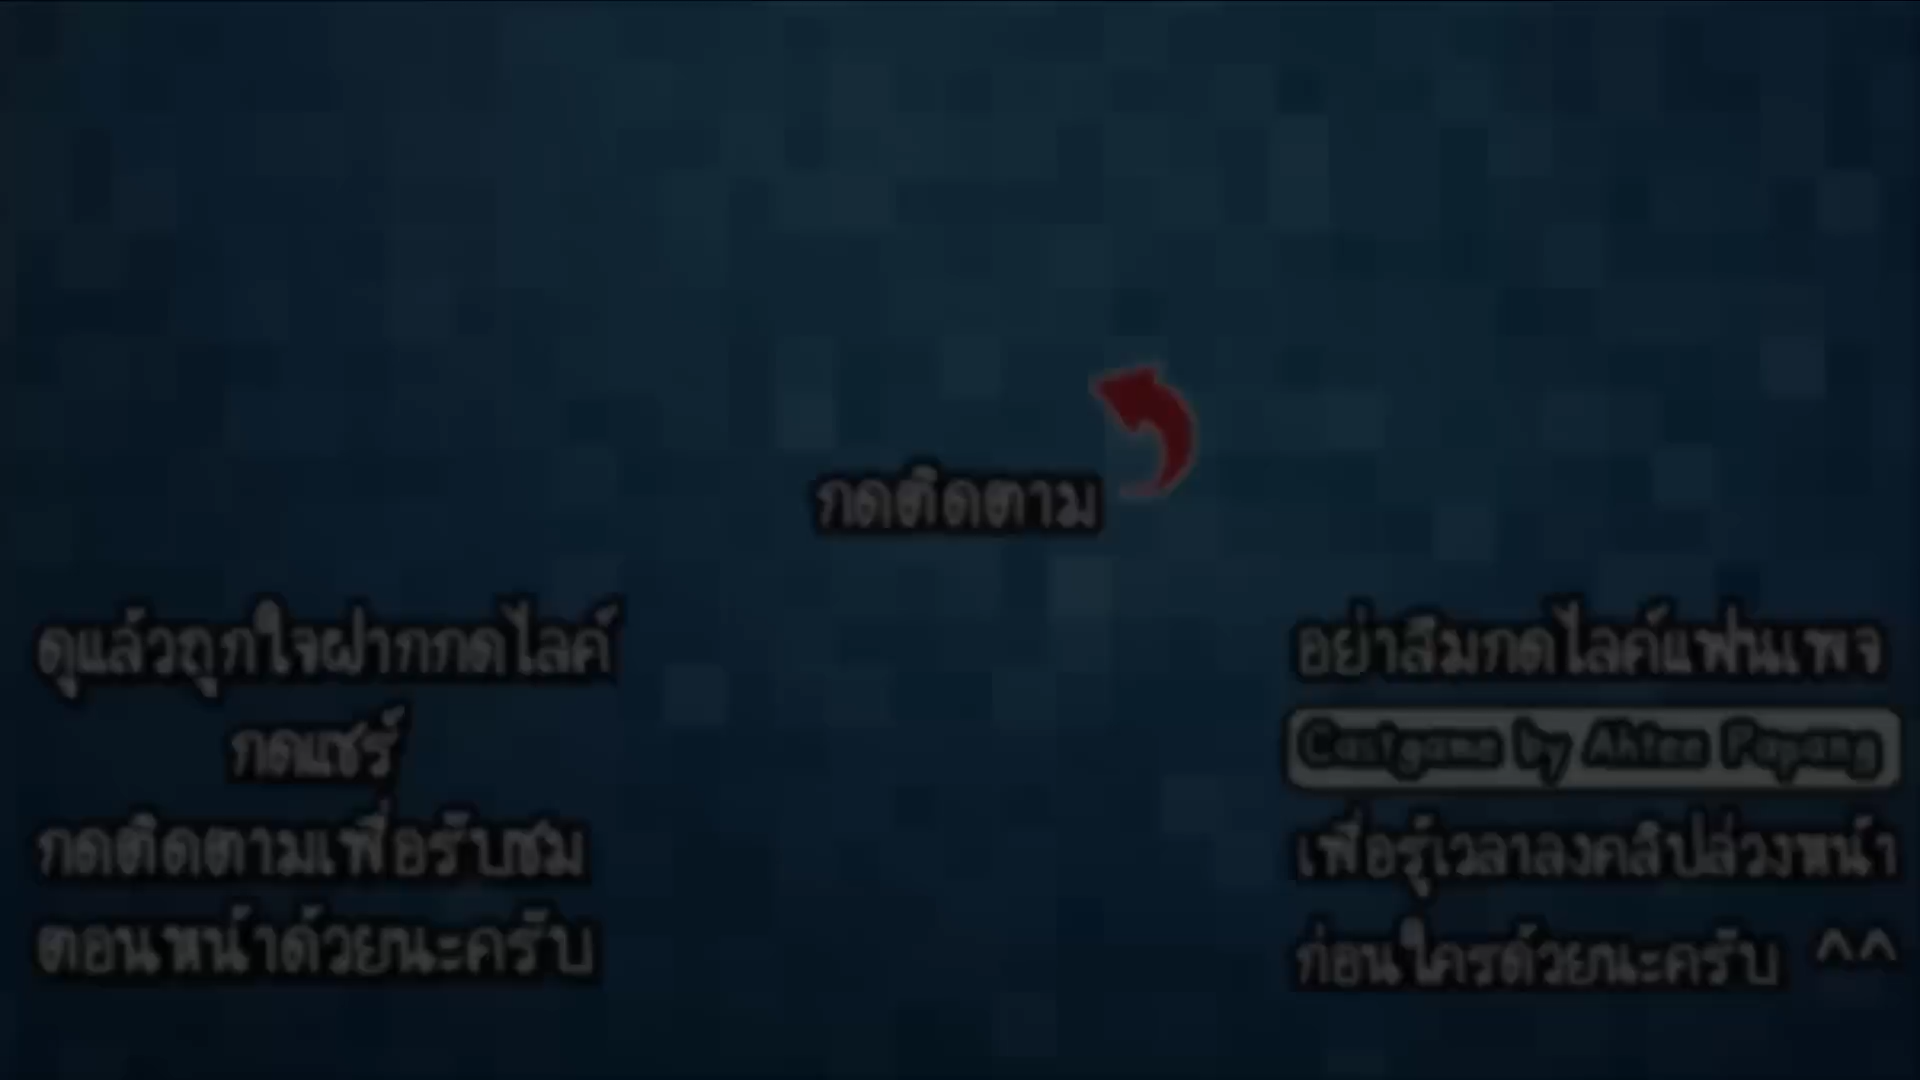 กดติดตาม
ดูแล้วถูกใจฝากกดไลค์
กดแชร์
กดติดตามเพื่อรับชม
ตอนหน้าด้วยนะครับ
อย่าลืมกดไลค์แฟนเพจ
Castgame by Ahtee Papang
เพื่อรู้เวลาลงคลิปล่วงหน้า
ก่อนใครด้วยนะครับ ^^